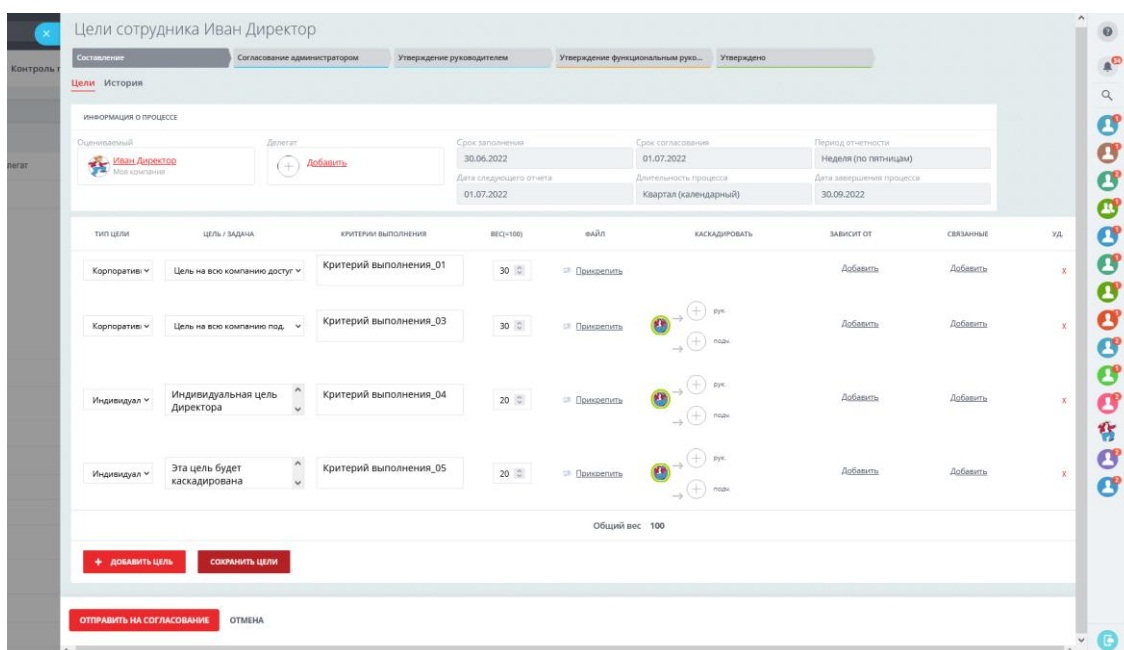 Цели сотрудника Иван Директор
Контроль
Составление Согласование администратором Утверждение руководителем Утверждение функциональным руко... Утверждено
Цели История
ИНФОРМАЦИЯ О ПРОЦЕССЕ
Оцениваемый Делегат Срок заполнения Срок согласования Период отчетности
Иван Директор Добавить 30.06.2022 01.07.2022 Неделя (по пятницам)
Моя компания
легат
Дата следующего отчета Длительность процесса Дата завершения процесса
01.07.2022 Квартал (календарный) 30.09.2022
ТИП ЦЕЛИ ЦЕЛЬ / ЗАДАЧА КРИТЕРИИ ВЫПОЛНЕНИЯ ВЕС(=100) ФАЙЛ КАСКАДИРОВАТЬ ЗАВИСИТ ОТ СВЯЗАННЫЕ УД.
Корпоратив Цель на всю компанию досту Критерий выполнения_01 30 Прикрепить Добавить Добавить x
рук.
Корпоратив Цель на всю компанию под. Критерий выполнения_03 30 Прикрепить Добавить Добавить x
подч.
рук.
Индивидуал Индивидуальная цель Директора Критерий выполнения_04 20 Прикрепить Добавить Добавить x
подч.
рук.
Индивидуал Эта цель будет каскадирована Критерий выполнения_05 20 Прикрепить Добавить Добавить x
подч.
Общий вес 100
+ ДОБАВИТЬ ЦЕЛЬ СОХРАНИТЬ ЦЕЛИ
ОТПРАВИТЬ НА СОГЛАСОВАНИЕ ОТМЕНА